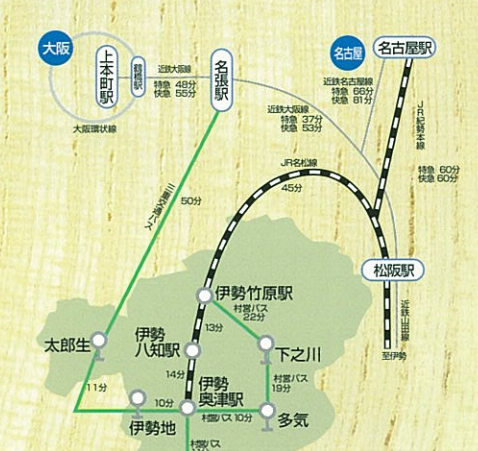 大阪
上本町駅
鶴橋駅
近鉄大阪線
特急 48分
快急 55分
大阪環状線
名張駅
名古屋
名古屋駅
近鉄名古屋線
特急 66分
快急 81分
近鉄大阪線
特急 37分
快急 53分
JR紀勢本線
特急 60分
快急 60分
JR名松線
45分
三重交通バス
50分
松阪駅
近鉄山田線
至伊勢
伊勢竹原駅
村営バス
22分
13分
太郎生
伊勢
八知駅
下之川
14分
村営バス
19分
11分
10分
伊勢
奥津駅
村営バス 10分
伊勢地
多気
村営バス